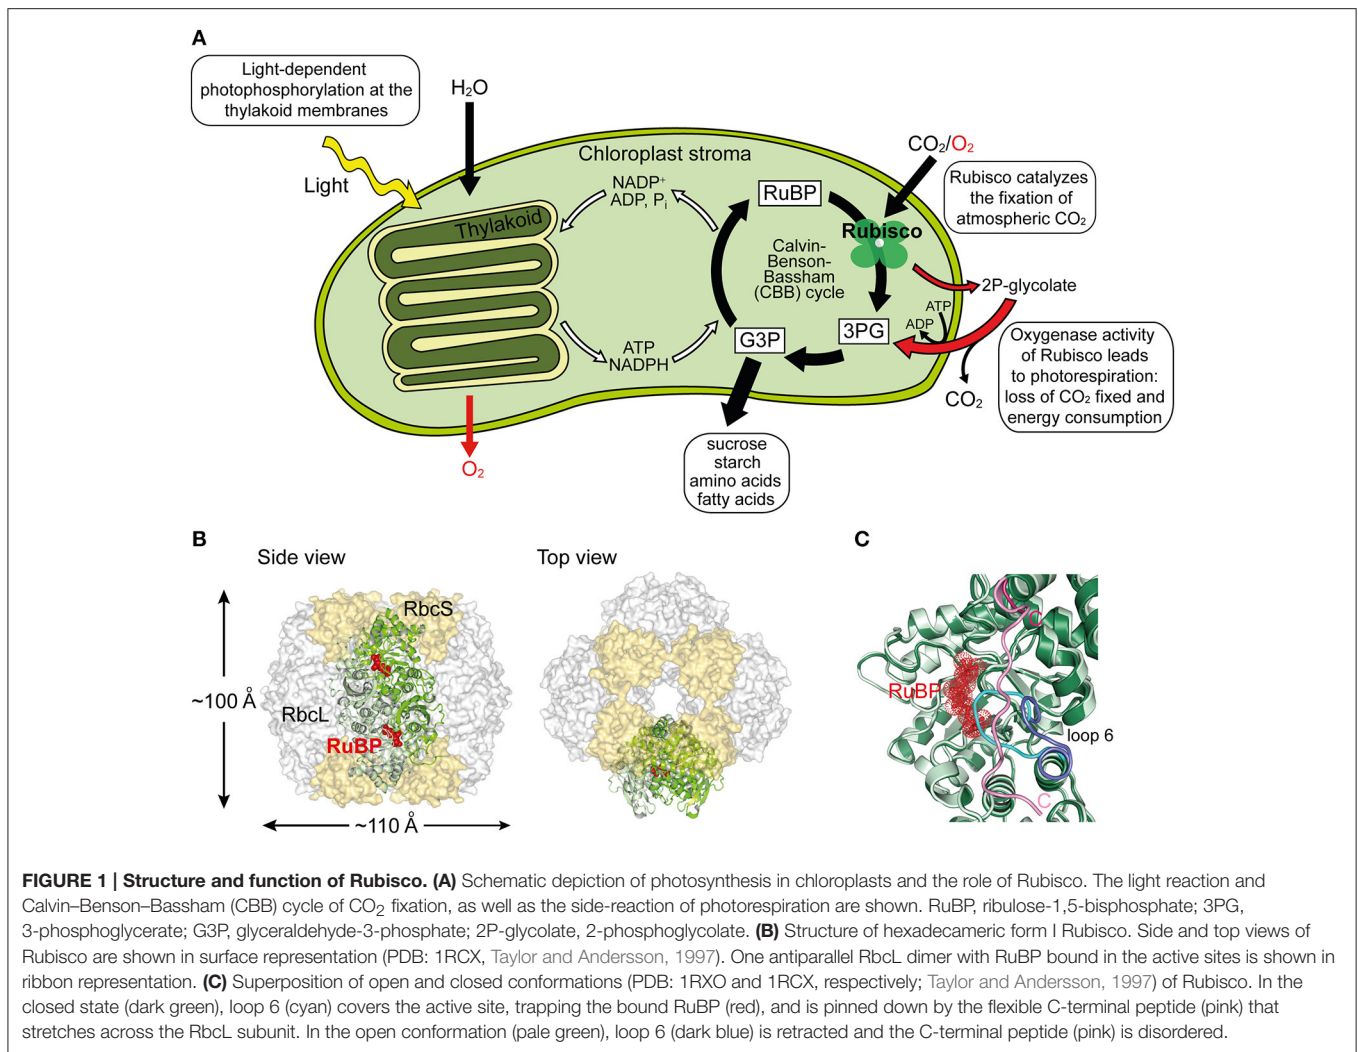 A
Light-dependent
photophosphorylation at the
thylakoid membranes
H₂O
Light
Chloroplast stroma
CO₂/O₂
Rubisco catalyzes
the fixation of
atmospheric CO₂
NADP⁺
ADP, Pᵢ
RuBP
Thylakoid
Rubisco
Calvin-
Benson-
Bassham
(CBB) cycle
2P-glycolate
ATP
ADP
3PG
G3P
ATP
NADPH
Oxygenase activity
of Rubisco leads
to photorespiration:
loss of CO₂ fixed and
energy consumption
CO₂
O₂
sucrose
starch
amino acids
fatty acids
B
Side view
Top view
RbcS
~100 Å
RbcL
RuBP
~110 Å
C
C
RuBP
loop 6
C
FIGURE 1 | Structure and function of Rubisco. (A) Schematic depiction of photosynthesis in chloroplasts and the role of Rubisco. The light reaction and
Calvin–Benson–Bassham (CBB) cycle of CO₂ fixation, as well as the side-reaction of photorespiration are shown. RuBP, ribulose-1,5-bisphosphate; 3PG,
3-phosphoglycerate; G3P, glyceraldehyde-3-phosphate; 2P-glycolate, 2-phosphoglycolate. (B) Structure of hexadecameric form I Rubisco. Side and top views of
Rubisco are shown in surface representation (PDB: 1RCX, Taylor and Andersson, 1997). One antiparallel RbcL dimer with RuBP bound in the active sites is shown in
ribbon representation. (C) Superposition of open and closed conformations (PDB: 1RXO and 1RCX, respectively; Taylor and Andersson, 1997) of Rubisco. In the
closed state (dark green), loop 6 (cyan) covers the active site, trapping the bound RuBP (red), and is pinned down by the flexible C-terminal peptide (pink) that
stretches across the RbcL subunit. In the open conformation (pale green), loop 6 (dark blue) is retracted and the C-terminal peptide (pink) is disordered.